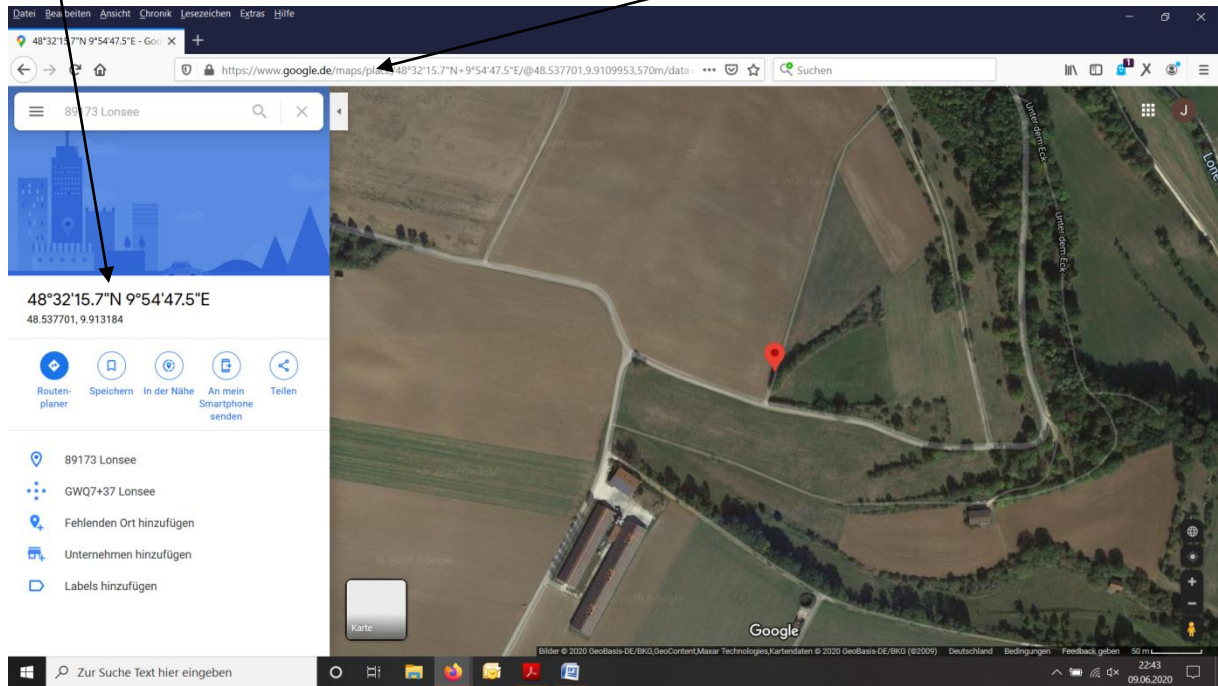 Datei Bearbeiten Ansicht Chronik Lesezeichen Extras Hilfe
48°32'15.7"N 9°54'47.5"E - Goo
https://www.google.de/maps/place/48°32'15.7"N+9°54'47.5"E/@48.537701,9.9109953,570m/data
Suchen
1
89173 Lonsee
J
48°32'15.7"N 9°54'47.5"E
48.537701, 9.913184
Routen-
planer
Speichern
In der Nähe
An mein
Smartphone
senden
Teilen
89173 Lonsee
GWQ7+37 Lonsee
Fehlenden Ort hinzufügen
Unternehmen hinzufügen
Labels hinzufügen
Unter dem Eck
Unter dem Eck
Lone
Karte
Google
Bilder © 2020 GeoBasis-DE/BKG,GeoContent,Maxar Technologies,Kartendaten © 2020 GeoBasis-DE/BKG (©2009) Deutschland Bedingungen Feedback geben 50 m
Zur Suche Text hier eingeben
22:43
09.06.2020